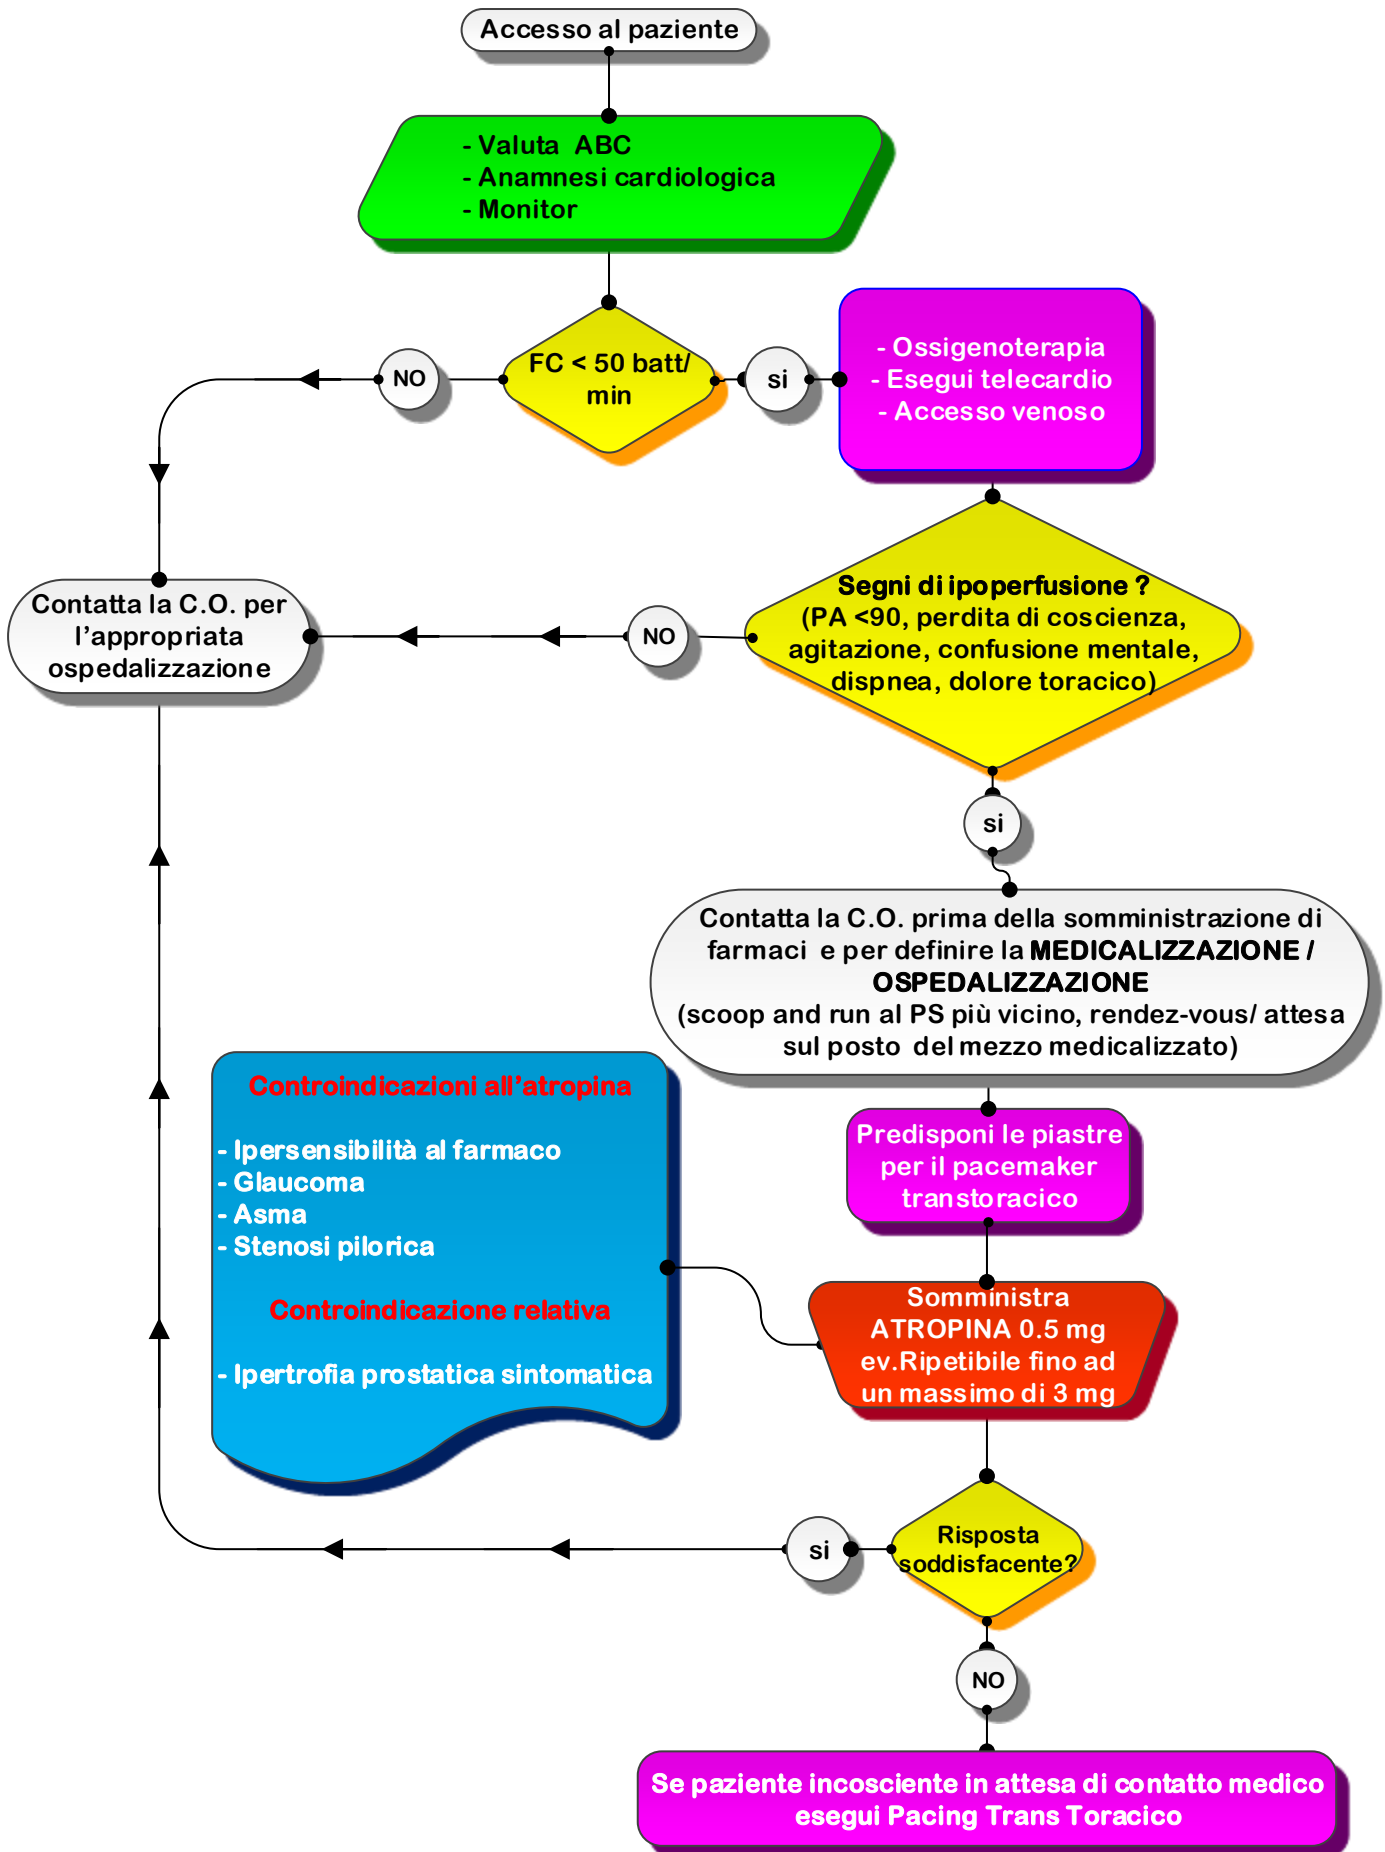 Accesso al paziente
- Valuta  ABC
- Anamnesi cardiologica
- Monitor
FC < 50 batt/
min
NO
si
- Ossigenoterapia
- Esegui telecardio
- Accesso venoso
Segni di ipoperfusione ?
(PA <90, perdita di coscienza,
agitazione, confusione mentale,
dispnea, dolore toracico)
NO
Contatta la C.O. per
l’appropriata
ospedalizzazione
si
Contatta la C.O. prima della somministrazione di
farmaci  e per definire la MEDICALIZZAZIONE /
OSPEDALIZZAZIONE
(scoop and run al PS più vicino, rendez-vous/ attesa
sul posto  del mezzo medicalizzato)
Predisponi le piastre
per il pacemaker
transtoracico
Controindicazioni all’atropina
- Ipersensibilità al farmaco
- Glaucoma
- Asma
- Stenosi pilorica
Controindicazione relativa
- Ipertrofia prostatica sintomatica
Somministra
ATROPINA 0.5 mg
ev.Ripetibile fino ad
un massimo di 3 mg
Risposta
soddisfacente?
si
NO
Se paziente incosciente in attesa di contatto medico
esegui Pacing Trans Toracico